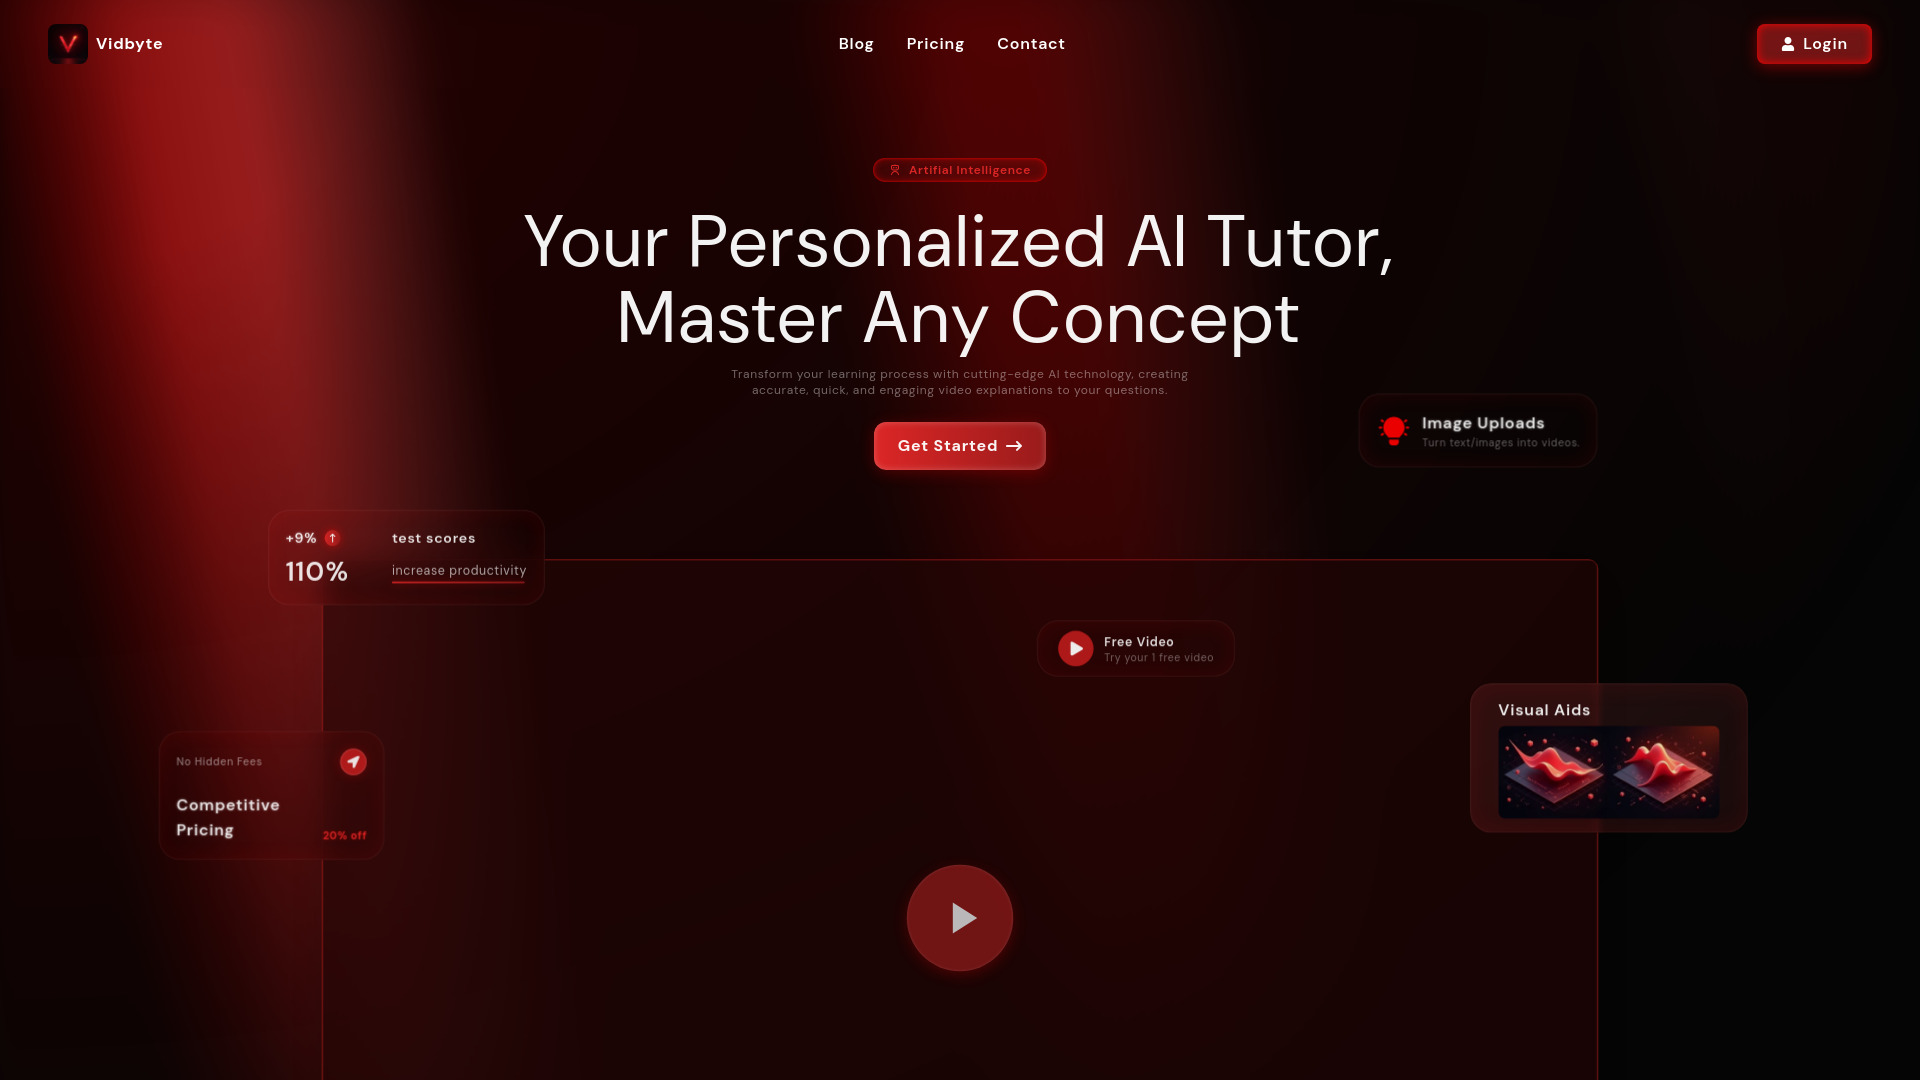 Vidbyte
Blog
Pricing
Contact
Login
Artifial Intelligence
Your Personalized AI Tutor,
Master Any Concept
Transform your learning process with cutting-edge AI technology, creating
accurate, quick, and engaging video explanations to your questions.
Get Started
Image Uploads
Turn text/images into videos.
+9%
test scores
110%
increase productivity
Free Video
Try your 1 free video
Visual Aids
No Hidden Fees
Competitive
Pricing
20% off